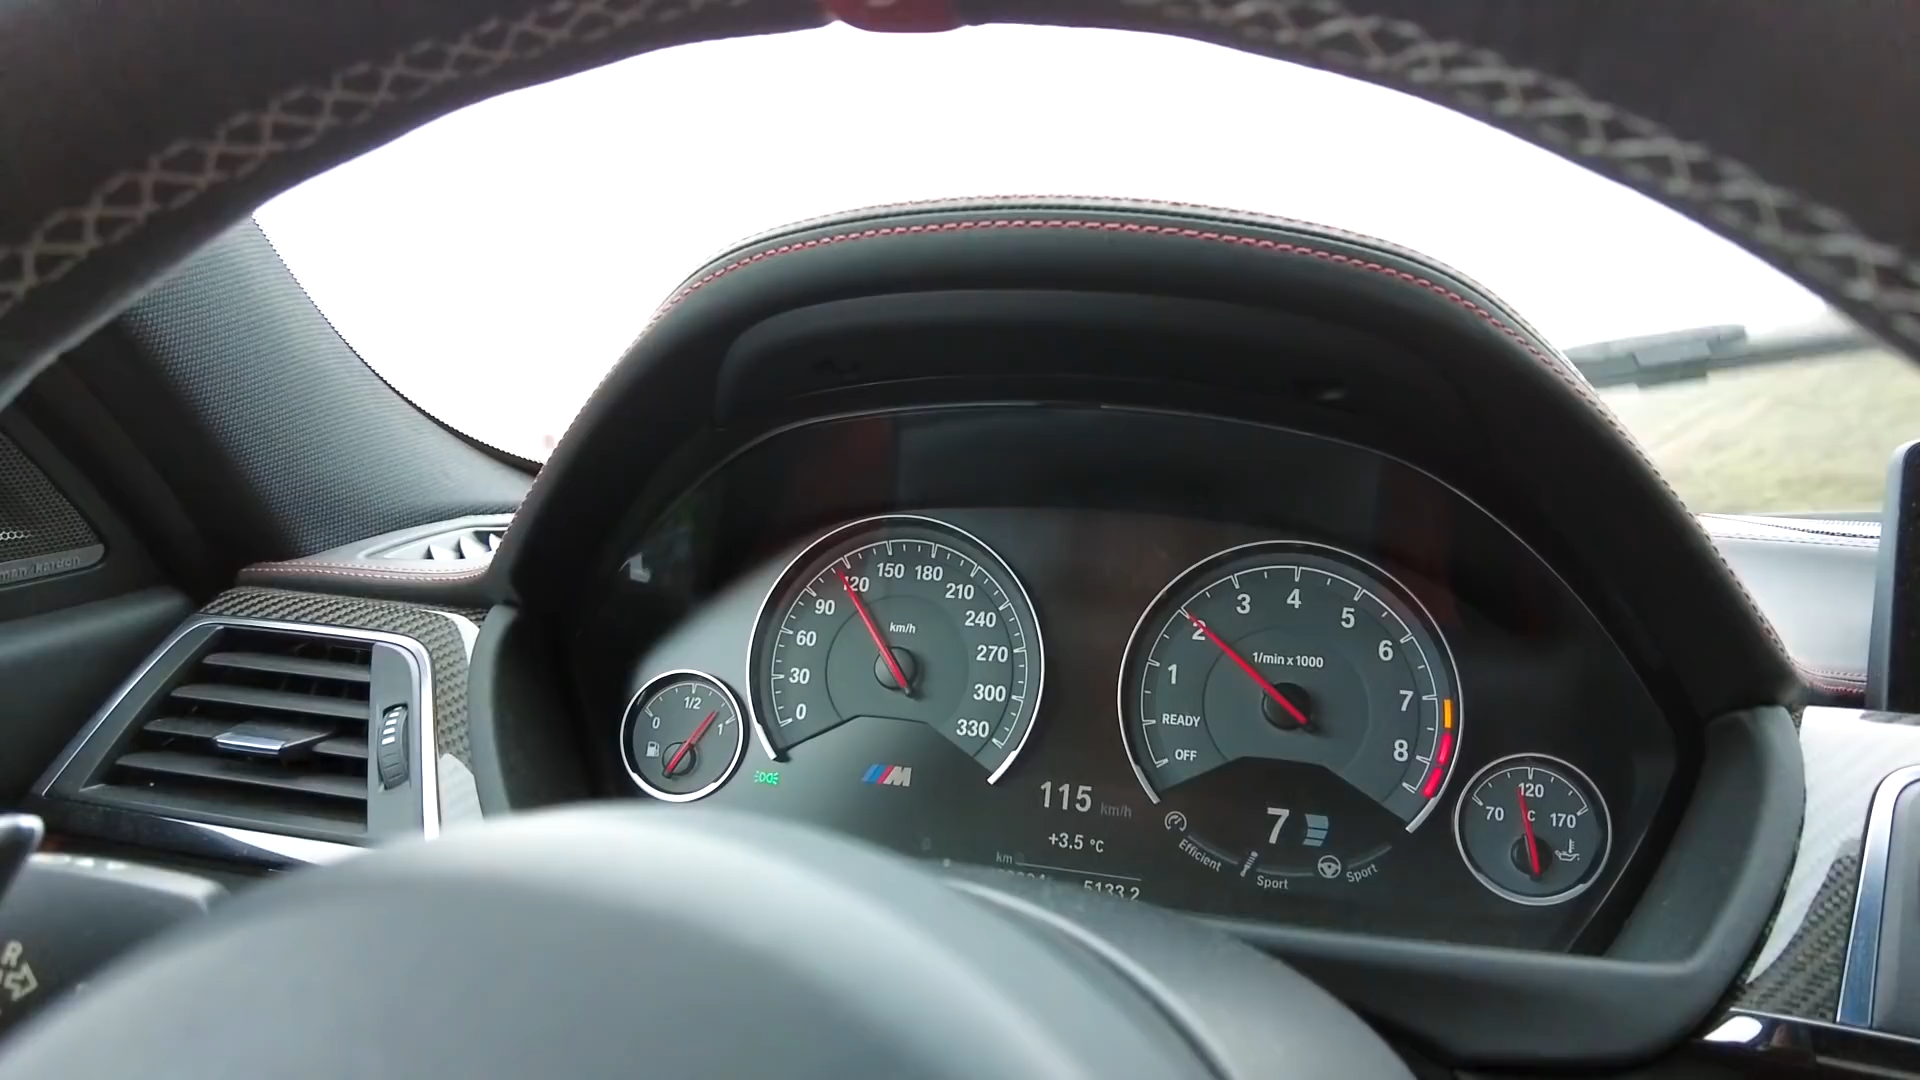 150 180
120 210
90 240
60 km/h 270
30 300
0 330
0 1/2 1
M
115 km/h
+3.5 °C
km
5133.2
3 4 5
2 6
1 1/min x 1000 7
READY 8
OFF
7
Efficient Sport Sport
120
70 °C 170
R